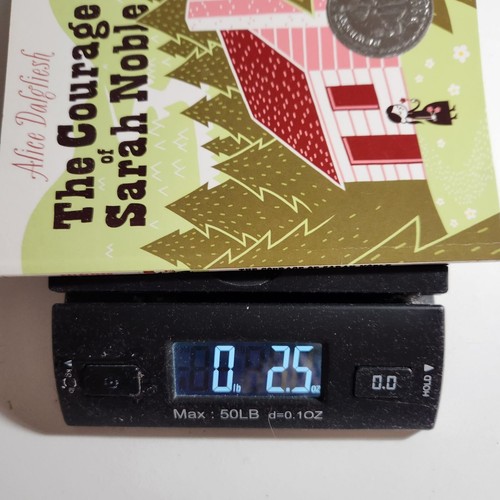 Alice Dalgliesh
The Courage
of
Sarah Noble
0 lb 2.5 oz
0.0
HOLD ▼
Max : 50LB d=0.1OZ